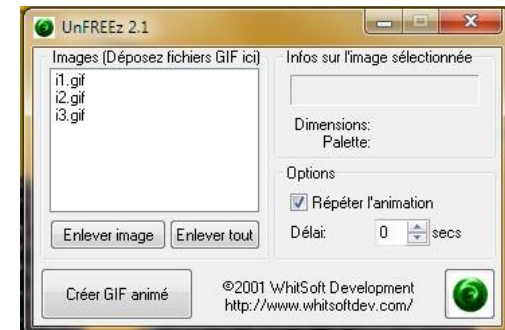 UnFREEz 2.1
Images (Déposez fichiers GIF ici)
i1.gif
i2.gif
i3.gif
Enlever image
Enlever tout
Infos sur l'image sélectionnée
Dimensions:
Palette:
Options
Répéter l'animation
Délai: 0 secs
Créer GIF animé
©2001 WhitSoft Development
http://www.whitsoftdev.com/